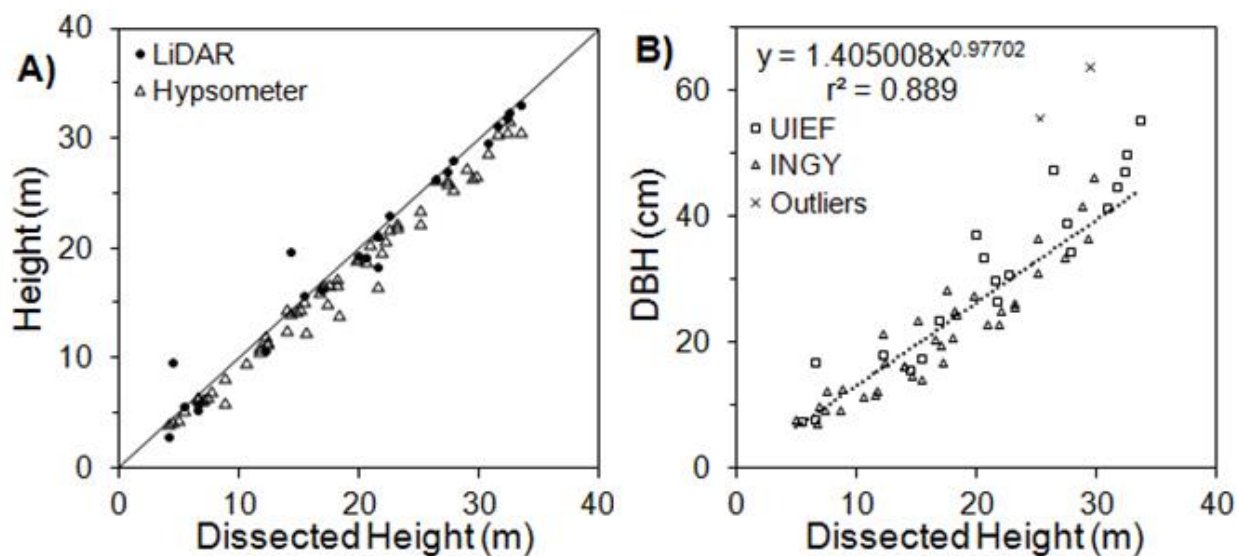 A)
LiDAR
Hypsometer
Height (m)
40
30
20
10
0
0 10 20 30 40
Dissected Height (m)
B)
y = 1.405008x^0.97702
r² = 0.889
UIEF
INGY
Outliers
DBH (cm)
60
40
20
0
0 10 20 30 40
Dissected Height (m)